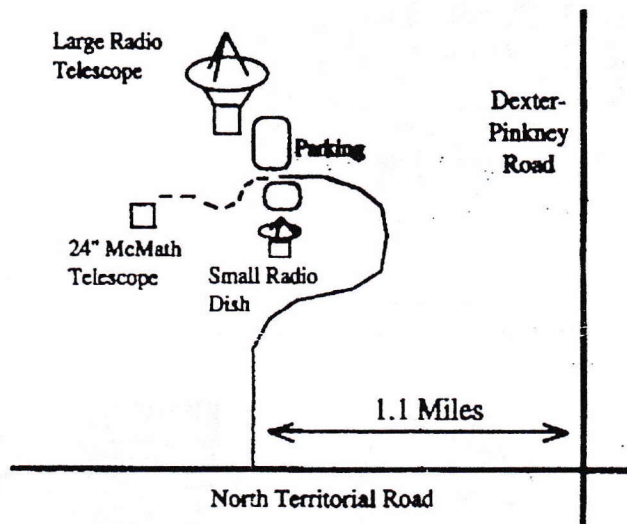 Large Radio
Telescope
Dexter-
Pinkney
Road
Parking
24" McMath
Telescope
Small Radio
Dish
1.1 Miles
North Territorial Road